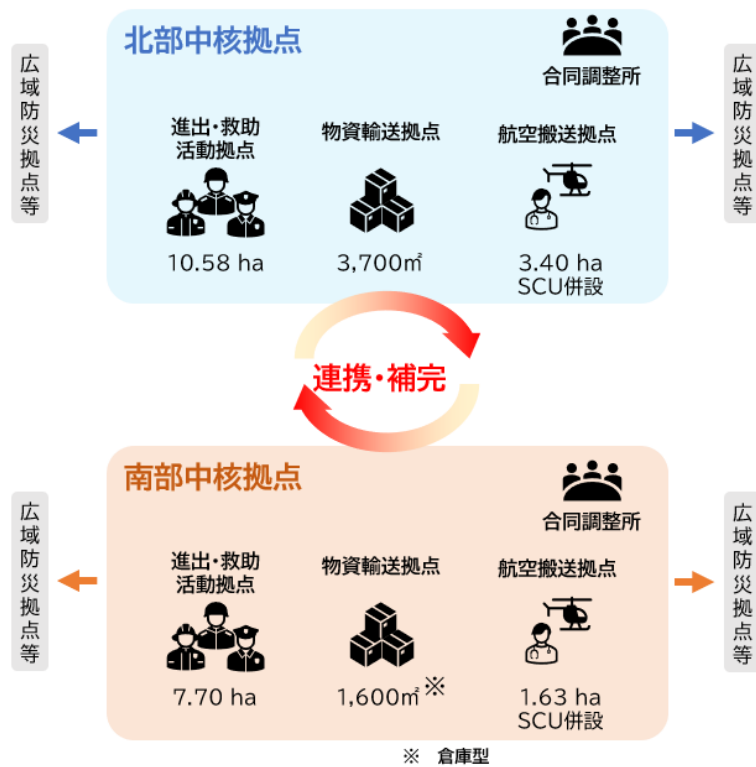 北部中核拠点
合同調整所
広域防災拠点等
広域防災拠点等
進出・救助
活動拠点
物資輸送拠点
航空搬送拠点
10.58 ha
3,700㎡
3.40 ha
SCU併設
連携・補完
南部中核拠点
合同調整所
広域防災拠点等
広域防災拠点等
進出・救助
活動拠点
物資輸送拠点
航空搬送拠点
7.70 ha
1,600㎡※
1.63 ha
SCU併設
※ 倉庫型